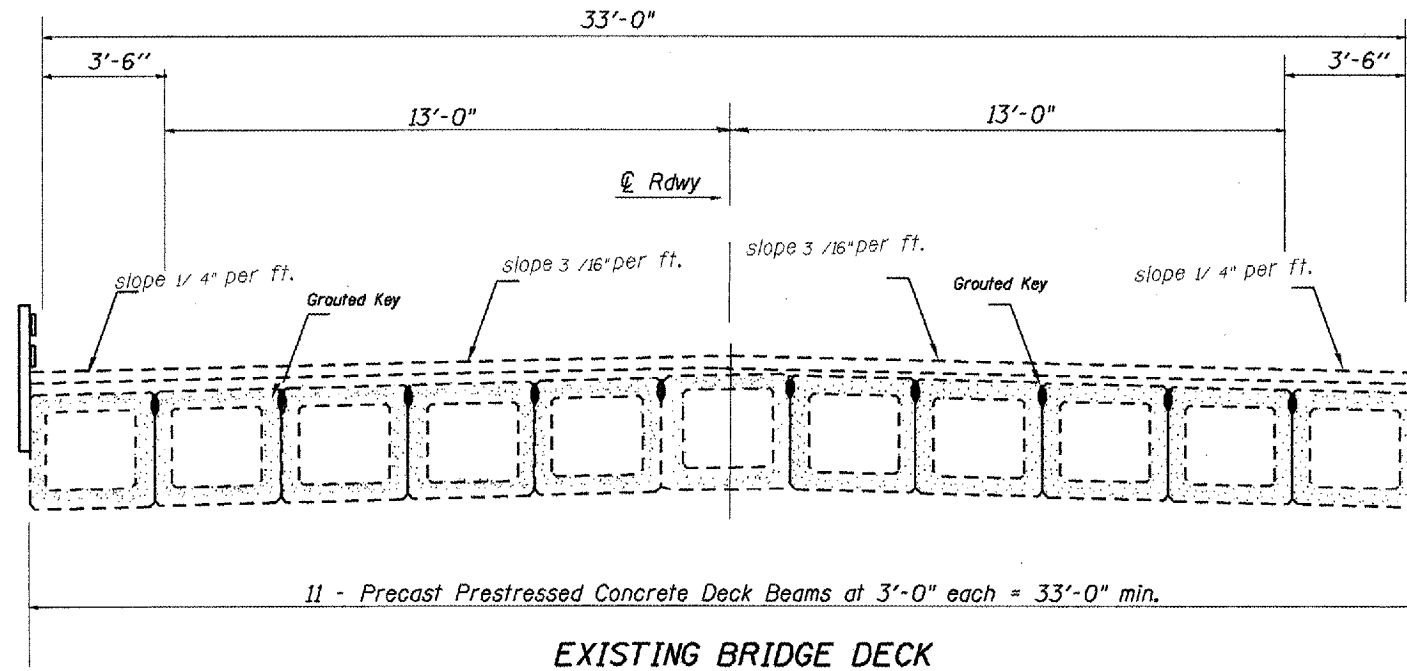 33'-0"
3'-6" 3'-6"
13'-0" 13'-0"
℄ Rdwy
slope 1/4" per ft. slope 3/16" per ft. slope 3/16" per ft. slope 1/4" per ft.
Grouted Key Grouted Key
11 - Precast Prestressed Concrete Deck Beams at 3'-0" each = 33'-0" min.
EXISTING BRIDGE DECK